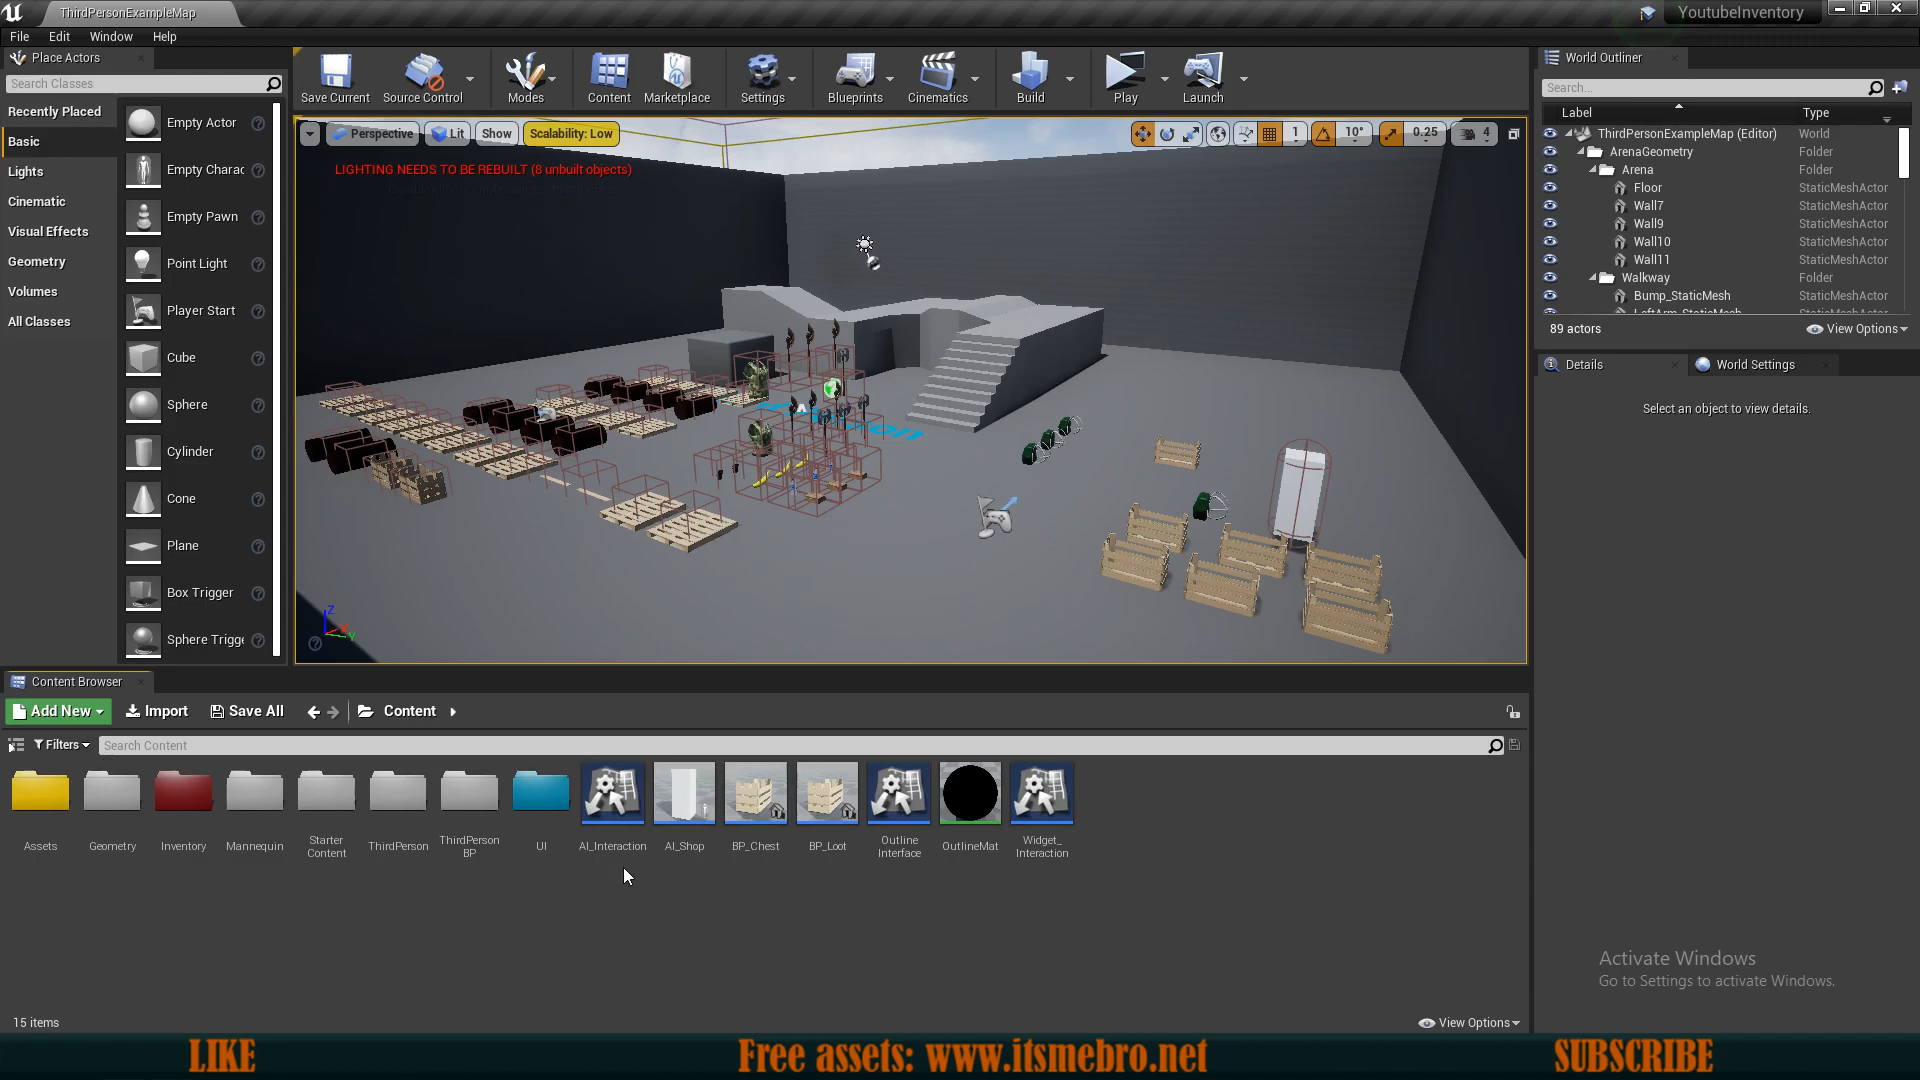 ThirdPersonExampleMap
YoutubeInventory
File Edit Window Help
Place Actors
Search Classes
Recently Placed
Basic
Lights
Cinematic
Visual Effects
Geometry
Volumes
All Classes
Empty Actor
Empty Charac
Empty Pawn
Point Light
Player Start
Cube
Sphere
Cylinder
Cone
Plane
Box Trigger
Sphere Trigge
Save Current Source Control Modes Content Marketplace Settings Blueprints Cinematics Build Play Launch
Perspective Lit Show Scalability: Low
1 10° 0.25 4
LIGHTING NEEDS TO BE REBUILT (8 unbuilt objects)
Z
X
Y
World Outliner
Search...
Label Type
ThirdPersonExampleMap (Editor) World
ArenaGeometry Folder
Arena Folder
Floor StaticMeshActor
Wall7 StaticMeshActor
Wall9 StaticMeshActor
Wall10 StaticMeshActor
Wall11 StaticMeshActor
Walkway Folder
Bump_StaticMesh StaticMeshActor
LeftArm_StaticMesh StaticMeshActor
89 actors View Options
Details World Settings
Select an object to view details.
Content Browser
Add New Import Save All Content
Filters Search Content
Assets
Geometry
Inventory
Mannequin
Starter
Content
ThirdPerson
ThirdPerson
BP
UI
AI_Interaction
AI_Shop
BP_Chest
BP_Loot
Outline
Interface
OutlineMat
Widget_
Interaction
15 items View Options
Activate Windows
Go to Settings to activate Windows.
LIKE Free assets: www.itsmebro.net SUBSCRIBE